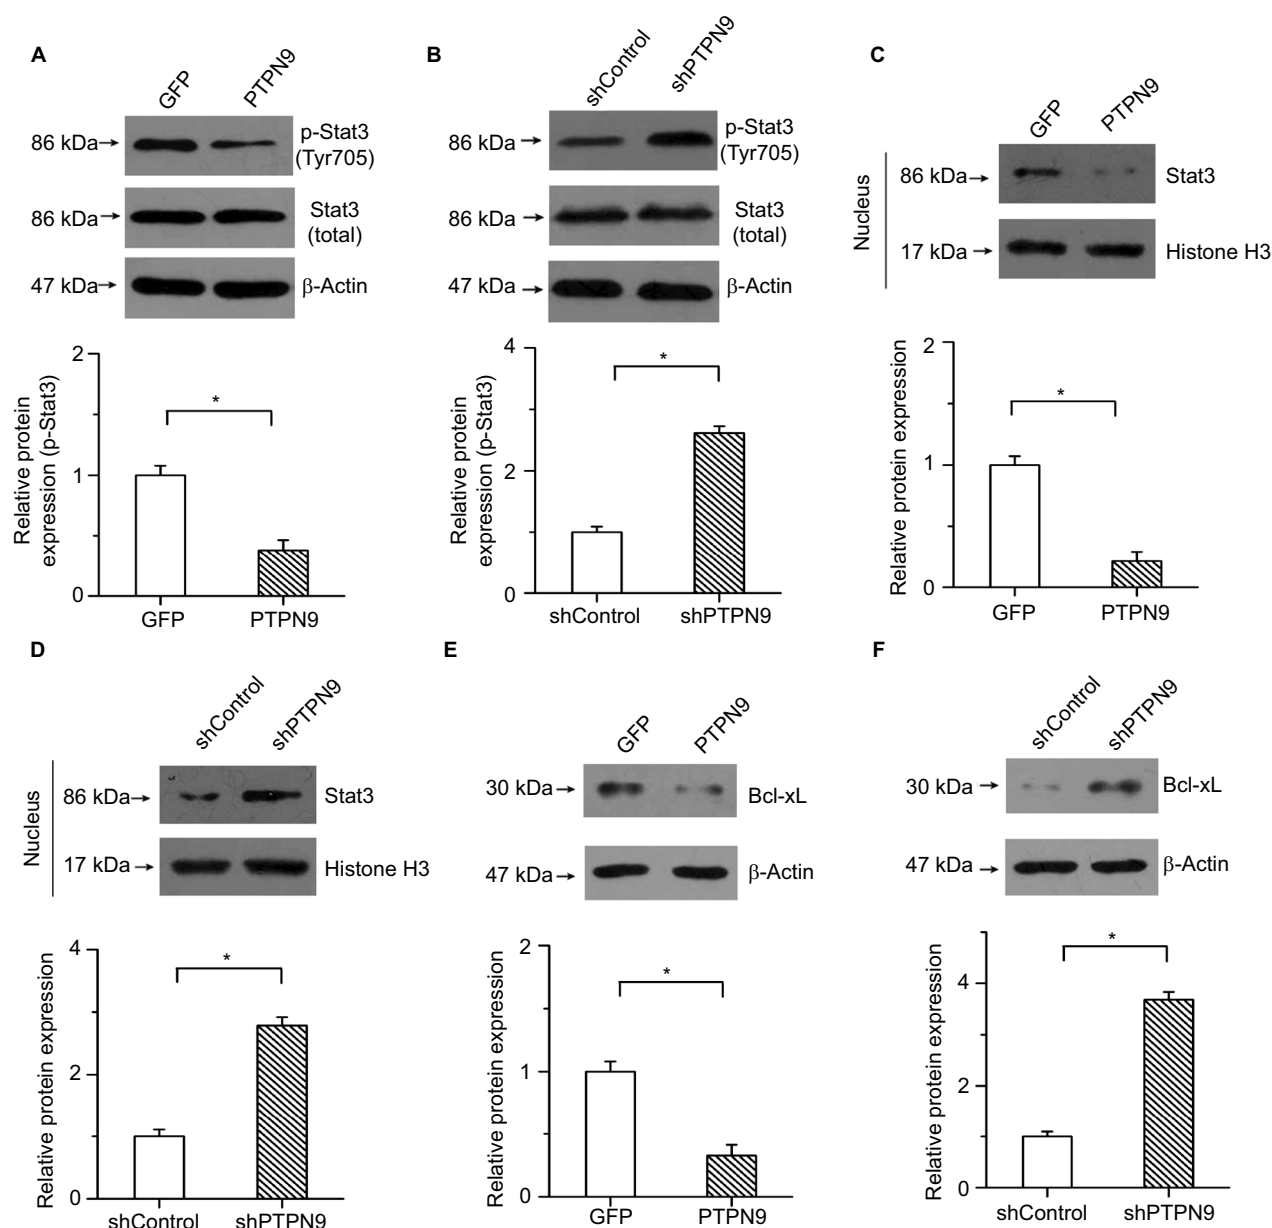 A
GFP
PTPN9
86 kDa
p-Stat3
(Tyr705)
86 kDa
Stat3
(total)
47 kDa
β-Actin
Relative protein
expression (p-Stat3)
2
*
1
0
GFP
PTPN9
B
shControl
shPTPN9
86 kDa
p-Stat3
(Tyr705)
86 kDa
Stat3
(total)
47 kDa
β-Actin
Relative protein
expression (p-Stat3)
4
*
2
0
shControl
shPTPN9
C
GFP
PTPN9
Nucleus
86 kDa
Stat3
17 kDa
Histone H3
Relative protein expression
2
*
1
0
GFP
PTPN9
D
shControl
shPTPN9
Nucleus
86 kDa
Stat3
17 kDa
Histone H3
Relative protein expression
4
*
2
0
shControl
shPTPN9
E
GFP
PTPN9
30 kDa
Bcl-xL
47 kDa
β-Actin
Relative protein expression
2
*
1
0
GFP
PTPN9
F
shControl
shPTPN9
30 kDa
Bcl-xL
47 kDa
β-Actin
Relative protein expression
*
4
2
0
shControl
shPTPN9